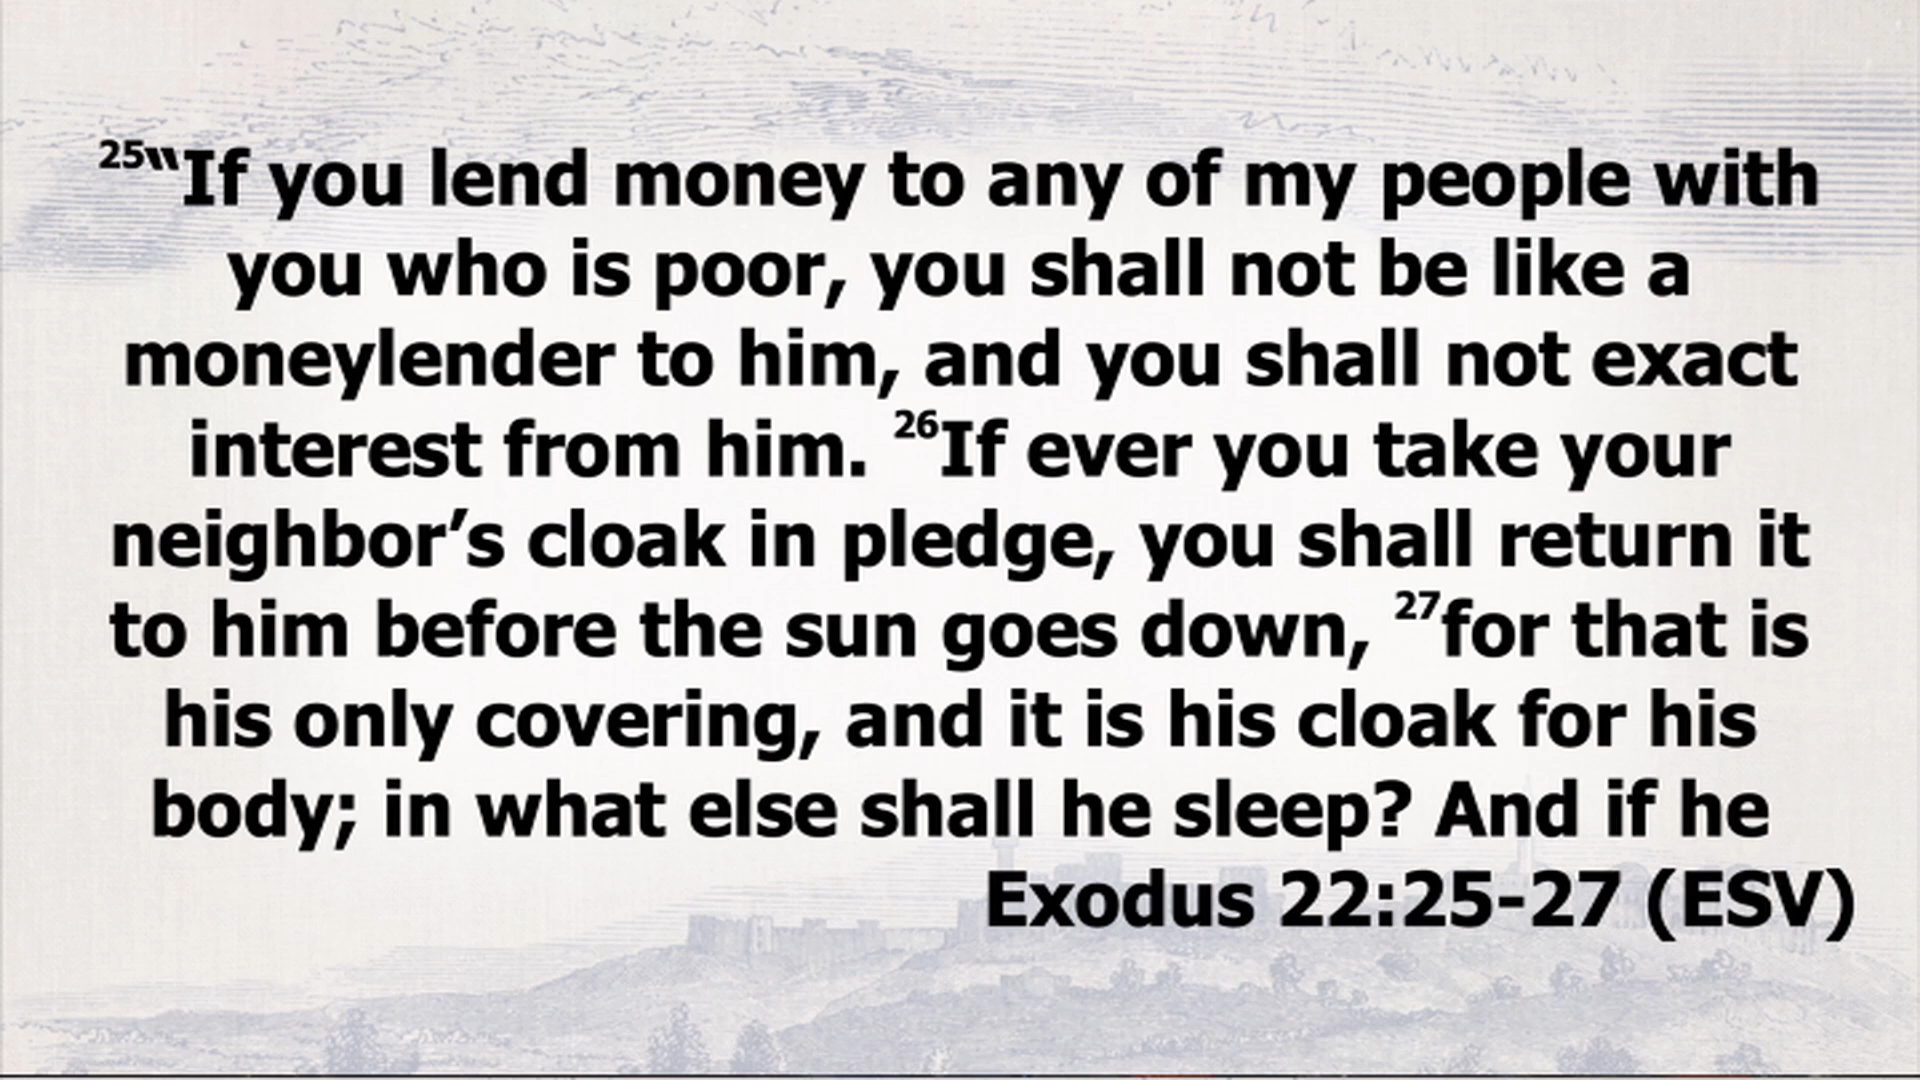 25“If you lend money to any of my people with
you who is poor, you shall not be like a
moneylender to him, and you shall not exact
interest from him. 26If ever you take your
neighbor’s cloak in pledge, you shall return it
to him before the sun goes down, 27for that is
his only covering, and it is his cloak for his
body; in what else shall he sleep? And if he
Exodus 22:25-27 (ESV)